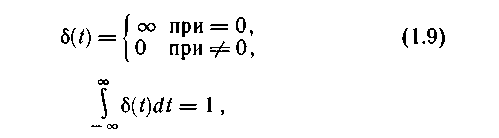 δ(t) = { ∞ при = 0,
0 при ≠ 0, (1.9)
∞
∫ δ(t)dt = 1 ,
− ∞